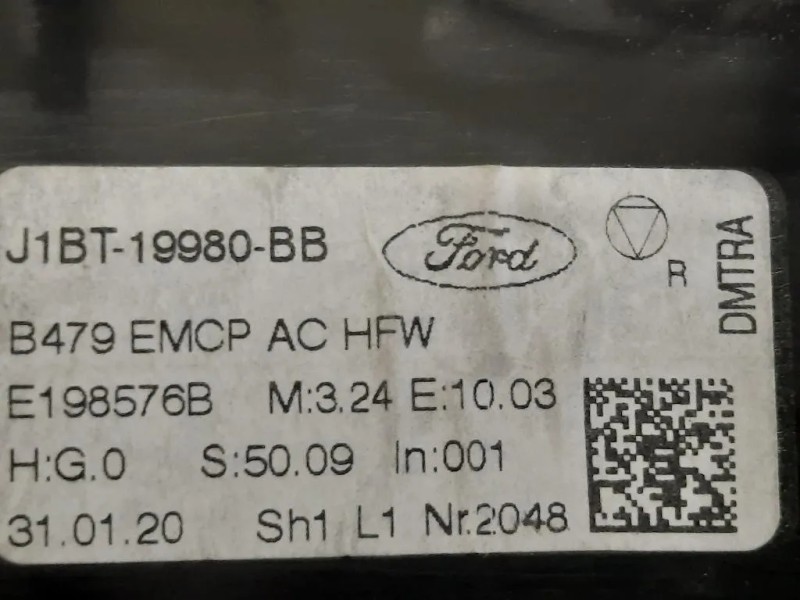 J1BT-19980-BB
Ford
R
DMTRA
B479 EMCP AC HFW
E198576B M:3.24 E:10.03
H:G.0 S:50.09 In:001
31.01.20 Sh1 L1 Nr.2048